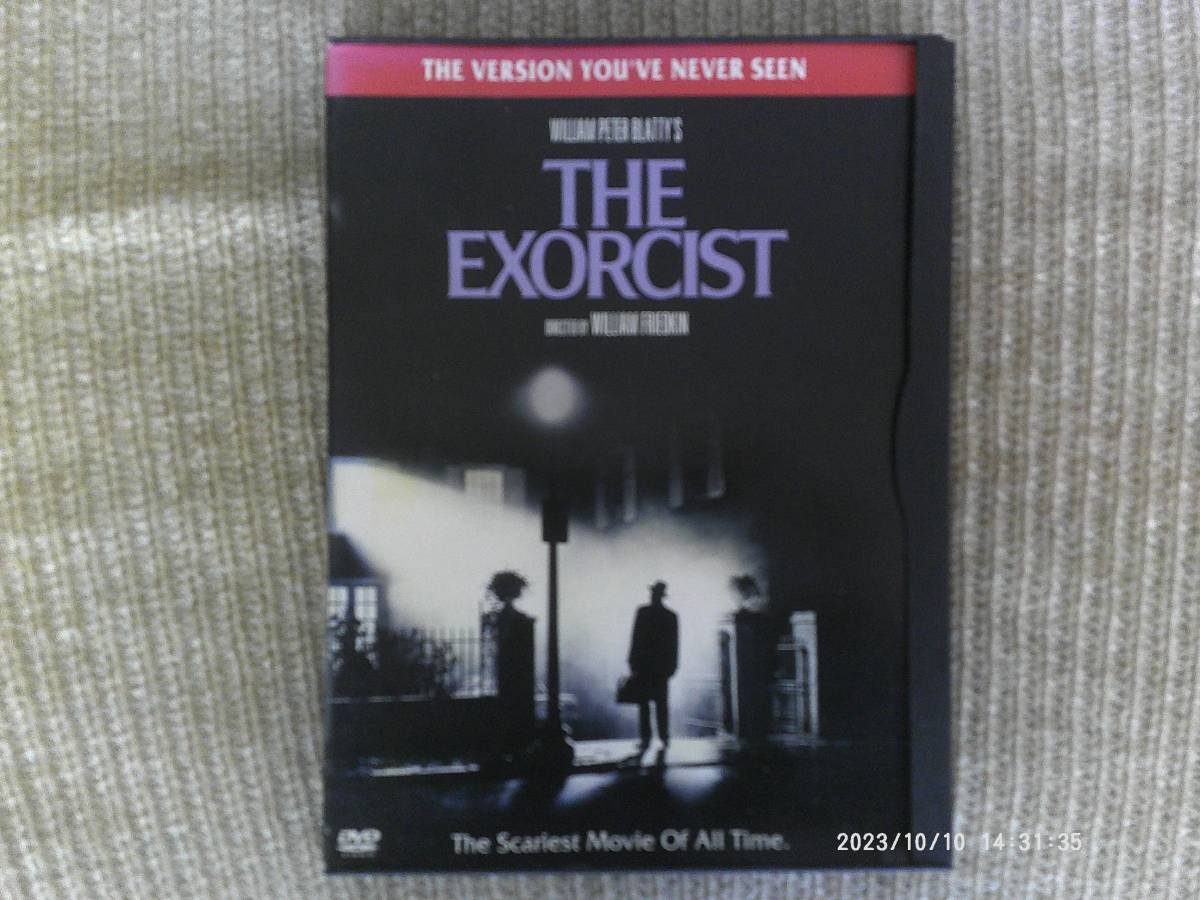 THE VERSION YOU'VE NEVER SEEN
WILLIAM PETER BLATTY'S
THE
EXORCIST
DIRECTED BY WILLIAM FRIEDKIN
DVD
The Scariest Movie Of All Time.
2023/10/10 14:31:35